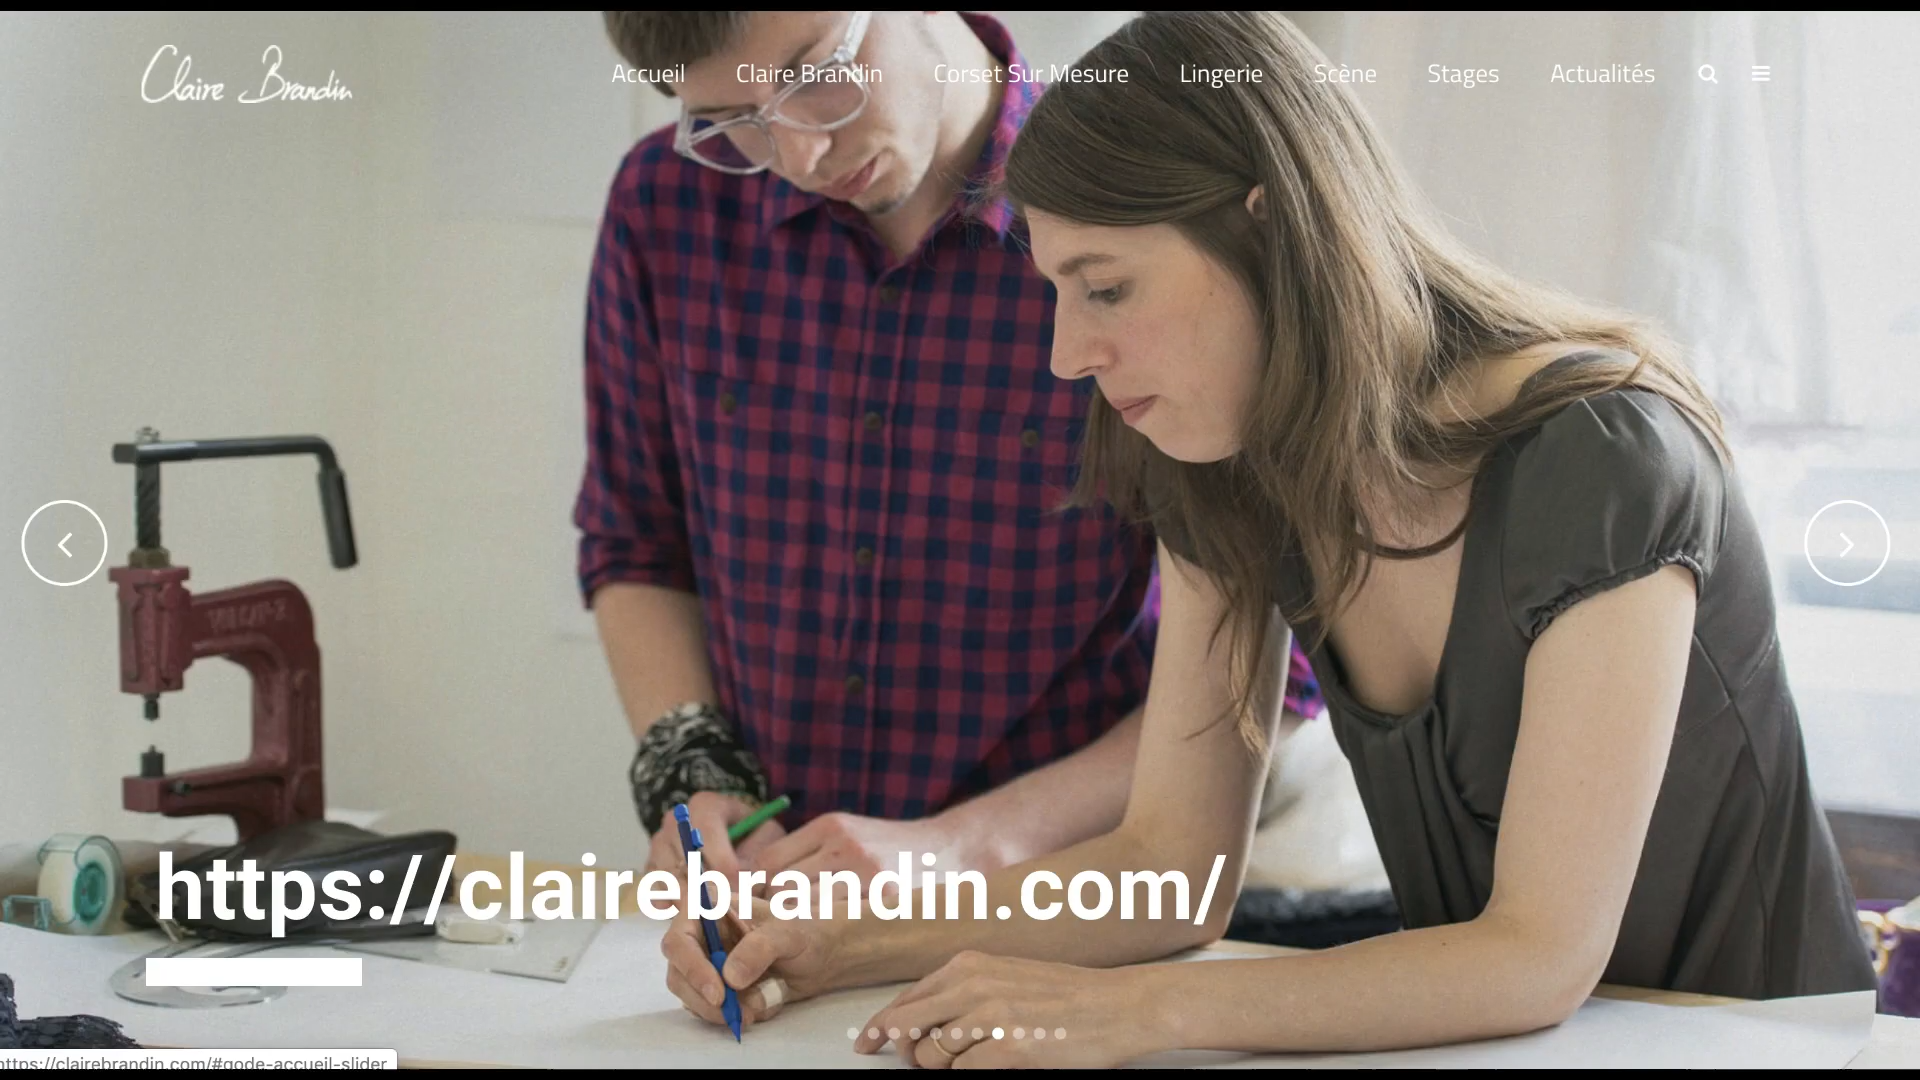 Claire Brandin
Accueil Claire Brandin Corset Sur Mesure Lingerie Scène Stages Actualités
https://clairebrandin.com/
https://clairebrandin.com/#qode-accueil-slider